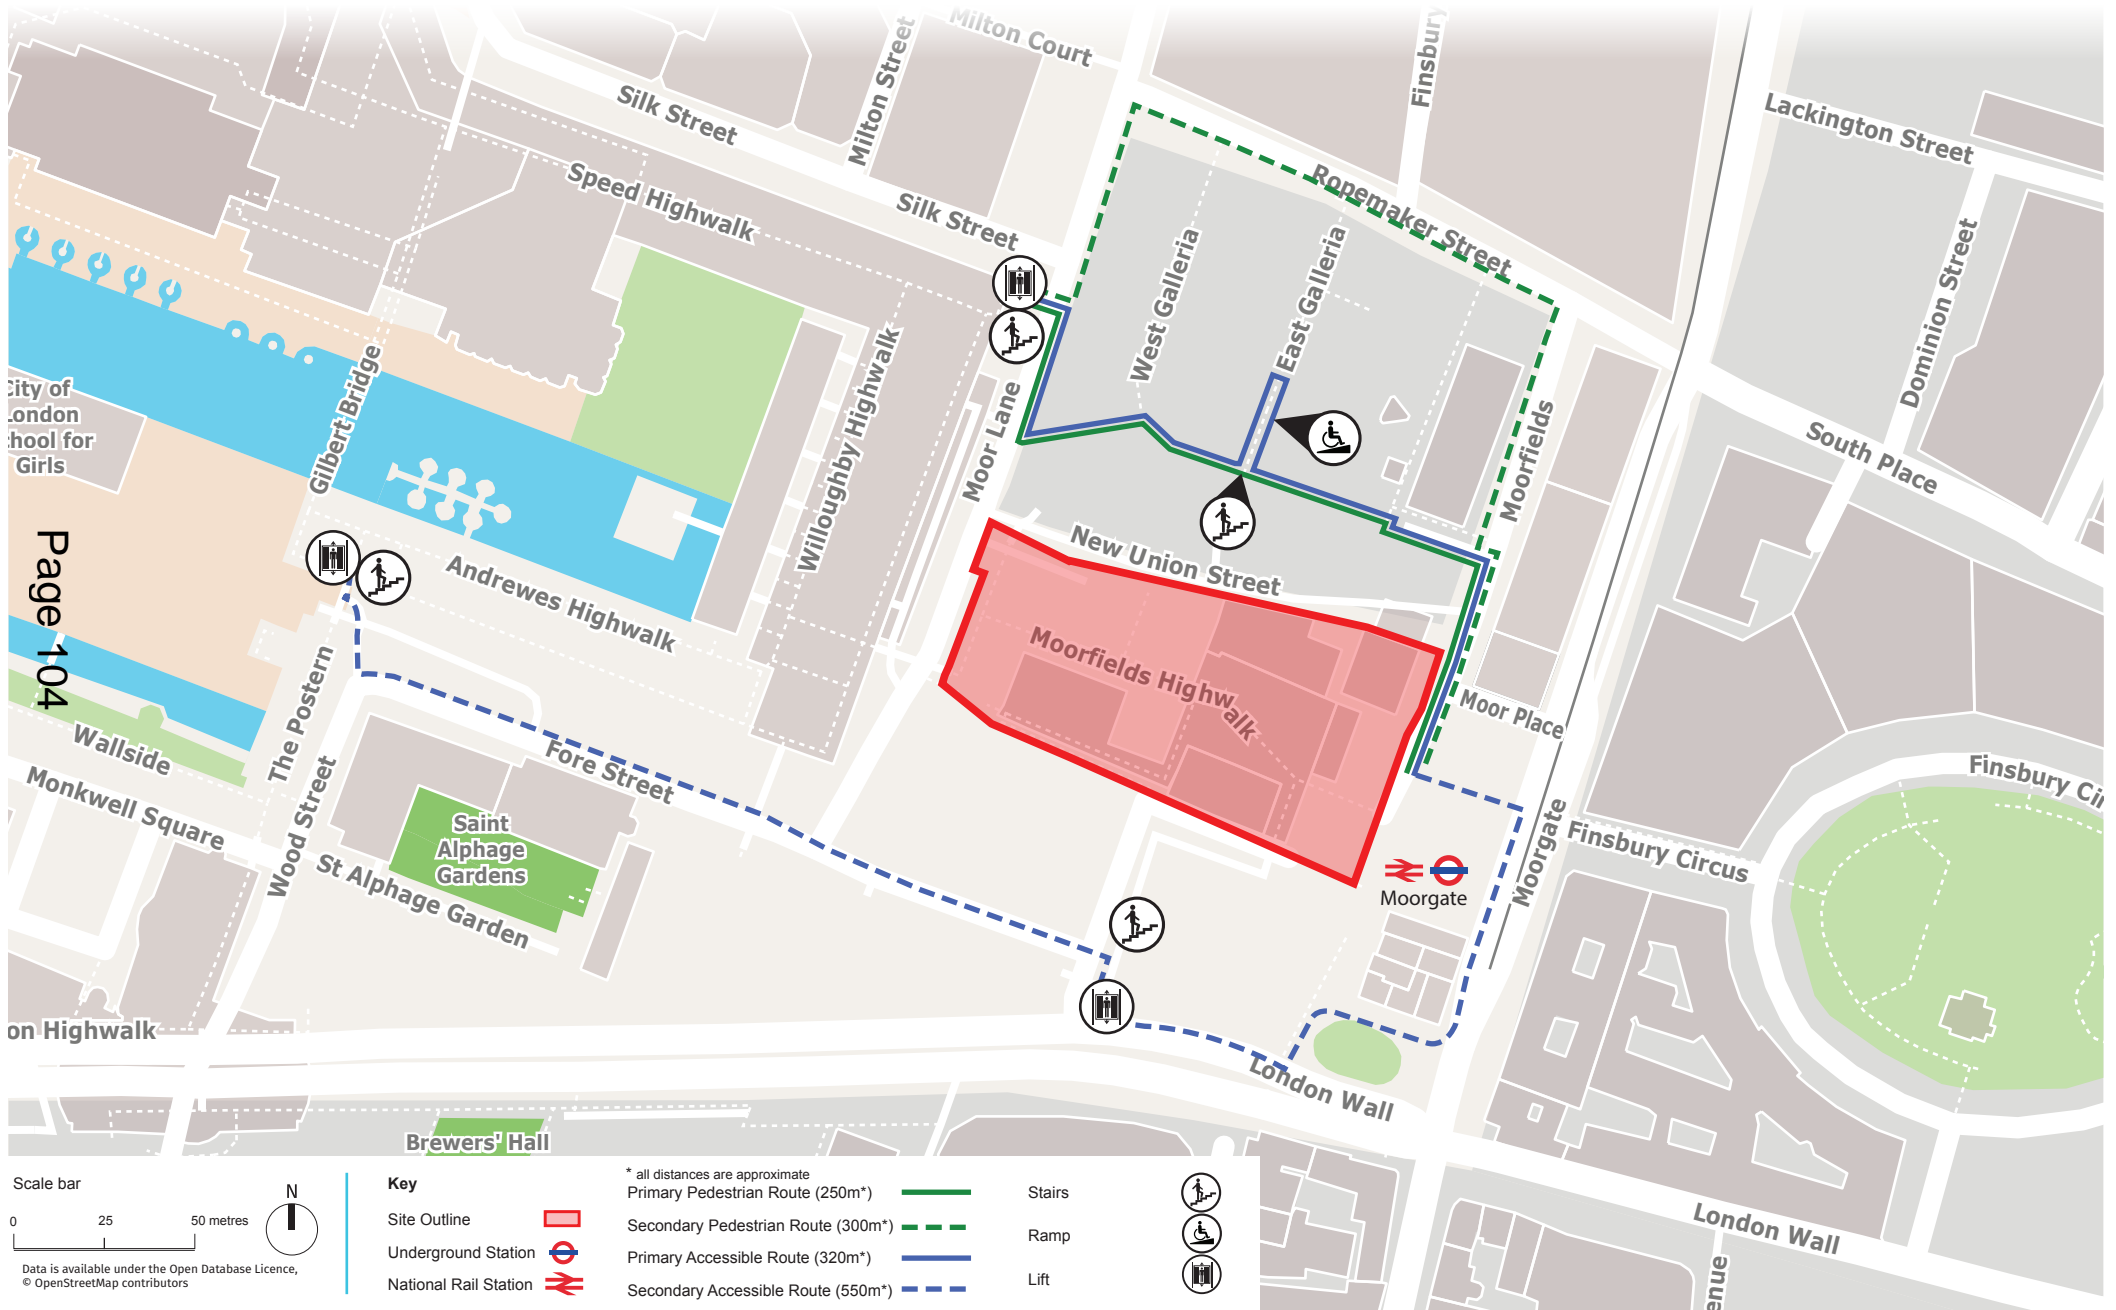 Milton Court
Milton Street
Finsbury
Silk Street
Lackington Street
Speed Highwalk
Ropemaker Street
Silk Street
West Galleria
East Galleria
Dominion Street
City of
London
School for
Girls
Gilbert Bridge
Willoughby Highwalk
Moor Lane
Moorfields
South Place
Page 104
Andrewes Highwalk
New Union Street
Moorfields Highwalk
The Postern
Wallside
Moor Place
Fore Street
Monkwell Square
Wood Street
Saint
Alphage
Gardens
St Alphage Garden
Finsbury Cir
Finsbury Circus
Moorgate
Moorgate
on Highwalk
London Wall
Brewers' Hall
London Wall
enue
Scale bar
0 25 50 metres
N
Data is available under the Open Database Licence,
© OpenStreetMap contributors
Key
Site Outline
Underground Station
National Rail Station
* all distances are approximate
Primary Pedestrian Route (250m*)
Secondary Pedestrian Route (300m*)
Primary Accessible Route (320m*)
Secondary Accessible Route (550m*)
Stairs
Ramp
Lift